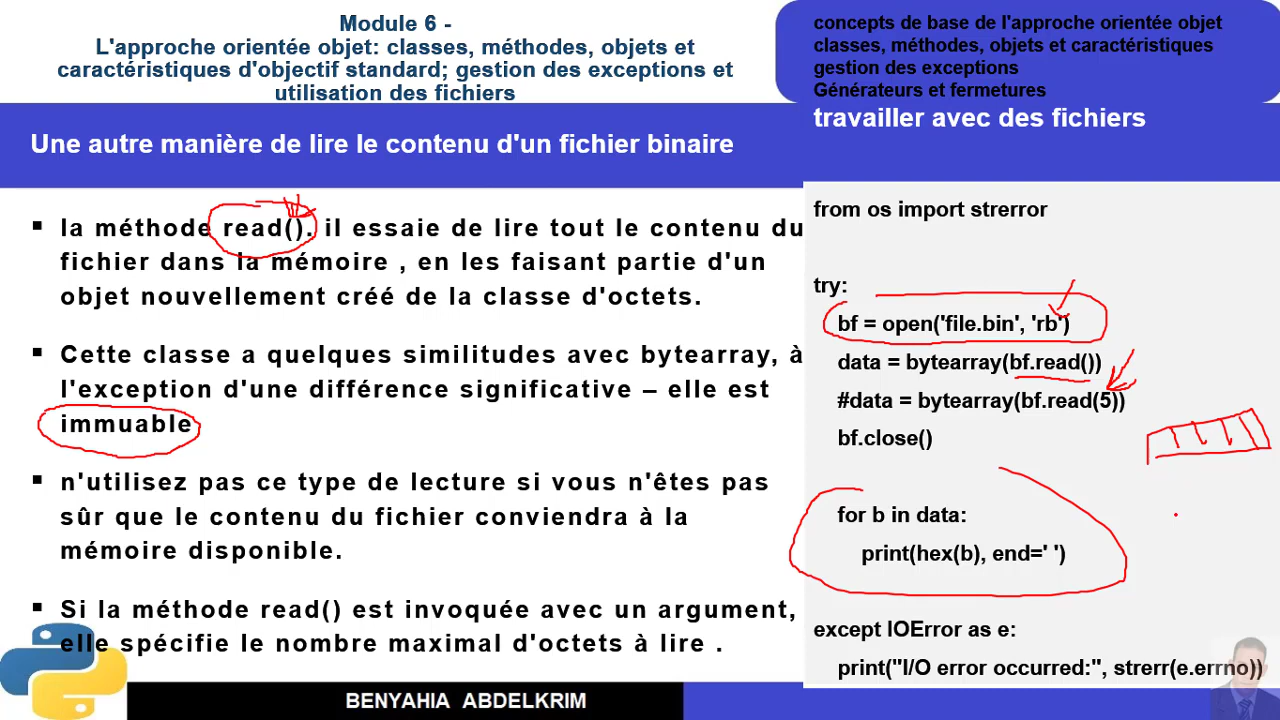 Module 6 -
L'approche orientée objet: classes, méthodes, objets et
caractéristiques d'objectif standard; gestion des exceptions et
utilisation des fichiers
concepts de base de l'approche orientée objet
classes, méthodes, objets et caractéristiques
gestion des exceptions
Générateurs et fermetures
travailler avec des fichiers
Une autre manière de lire le contenu d'un fichier binaire
▪ la méthode read(). il essaie de lire tout le contenu du
fichier dans la mémoire , en les faisant partie d'un
objet nouvellement créé de la classe d'octets.
▪ Cette classe a quelques similitudes avec bytearray, à
l'exception d'une différence significative – elle est
immuable
▪ n'utilisez pas ce type de lecture si vous n'êtes pas
sûr que le contenu du fichier conviendra à la
mémoire disponible.
▪ Si la méthode read() est invoquée avec un argument,
elle spécifie le nombre maximal d'octets à lire .
from os import strerror
try:
bf = open('file.bin', 'rb')
data = bytearray(bf.read())
#data = bytearray(bf.read(5))
bf.close()
for b in data:
print(hex(b), end=' ')
except IOError as e:
print("I/O error occurred:", strerr(e.errno))
BENYAHIA ABDELKRIM